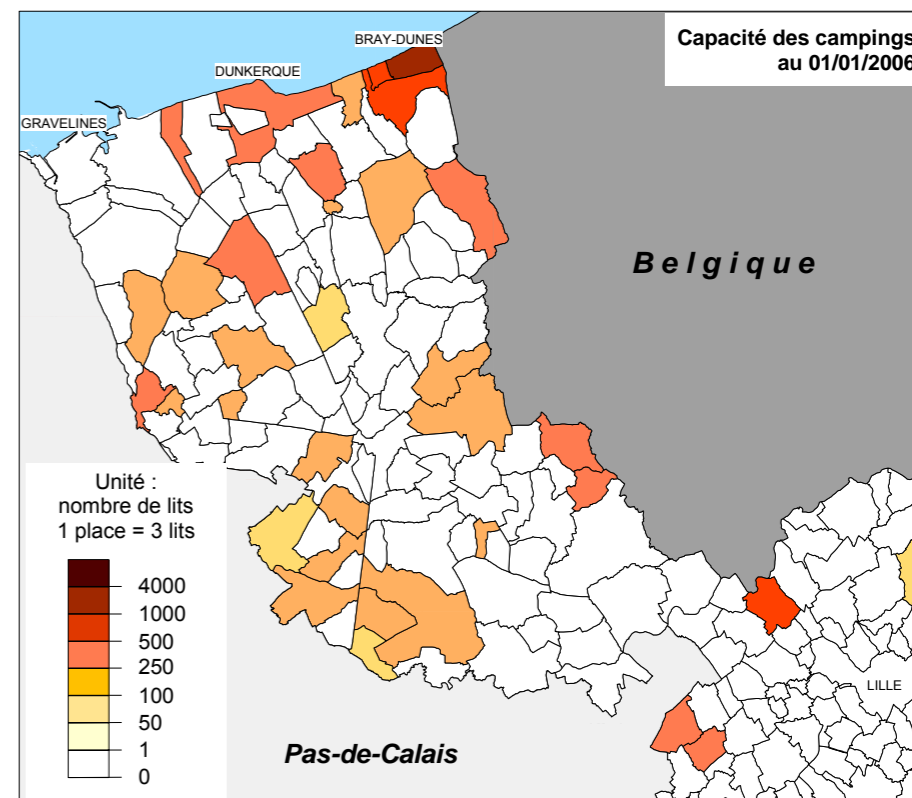 BRAY-DUNES
Capacité des campings
au 01/01/2006
DUNKERQUE
GRAVELINES
Belgique
Unité :
nombre de lits
1 place = 3 lits
4000
1000
500
250
100
50
1
0
LILLE
Pas-de-Calais